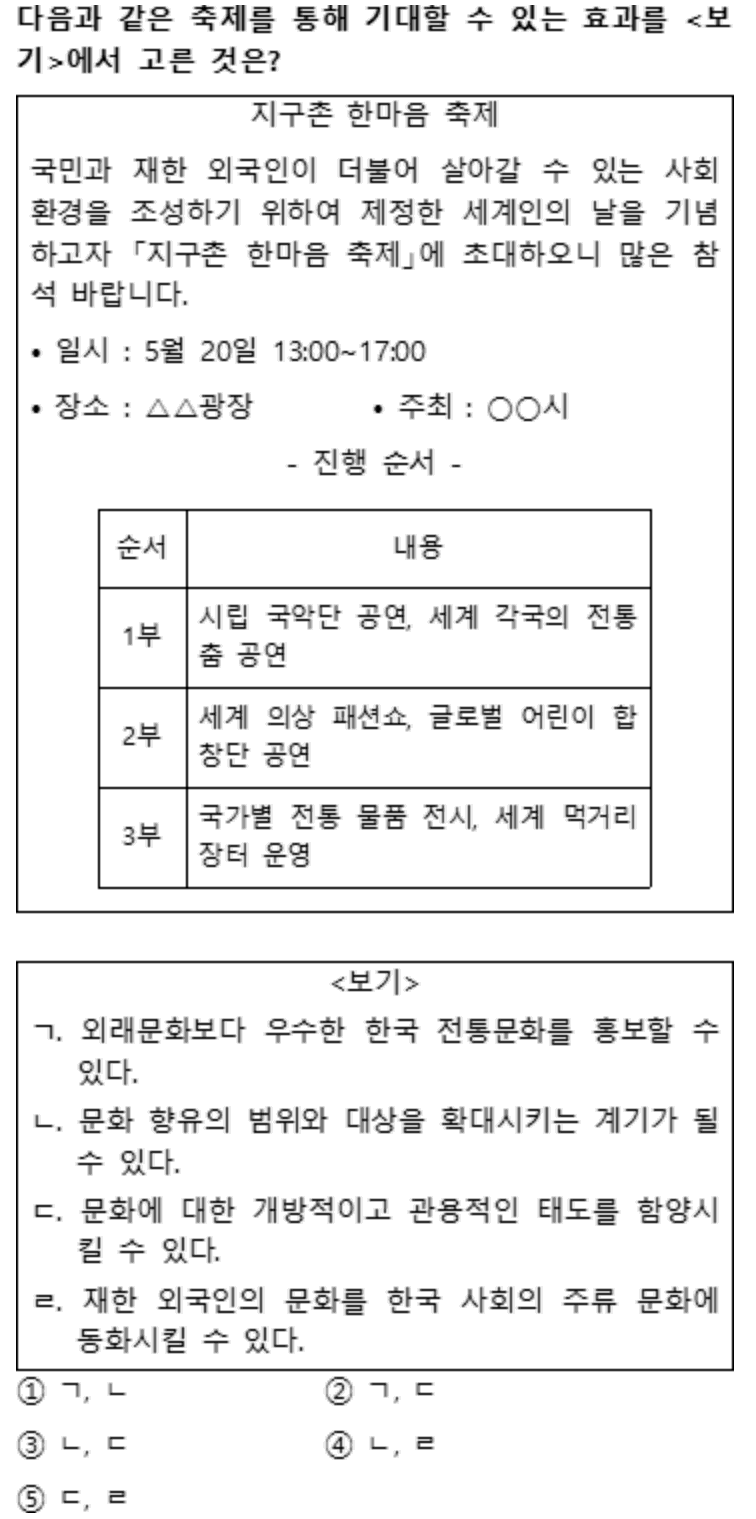 다음과 같은 축제를 통해 기대할 수 있는 효과를 <보
기>에서 고른 것은?
지구촌 한마음 축제
국민과 재한 외국인이 더불어 살아갈 수 있는 사회
환경을 조성하기 위하여 제정한 세계인의 날을 기념
하고자 「지구촌 한마음 축제」에 초대하오니 많은 참
석 바랍니다.
• 일시 : 5월 20일 13:00~17:00
• 장소 : △△광장 • 주최 : ○○시
- 진행 순서 -
순서 내용
1부 시립 국악단 공연, 세계 각국의 전통
춤 공연
2부 세계 의상 패션쇼, 글로벌 어린이 합
창단 공연
3부 국가별 전통 물품 전시, 세계 먹거리
장터 운영
<보기>
ㄱ. 외래문화보다 우수한 한국 전통문화를 홍보할 수
있다.
ㄴ. 문화 향유의 범위와 대상을 확대시키는 계기가 될
수 있다.
ㄷ. 문화에 대한 개방적이고 관용적인 태도를 함양시
킬 수 있다.
ㄹ. 재한 외국인의 문화를 한국 사회의 주류 문화에
동화시킬 수 있다.
① ㄱ, ㄴ ② ㄱ, ㄷ
③ ㄴ, ㄷ ④ ㄴ, ㄹ
⑤ ㄷ, ㄹ